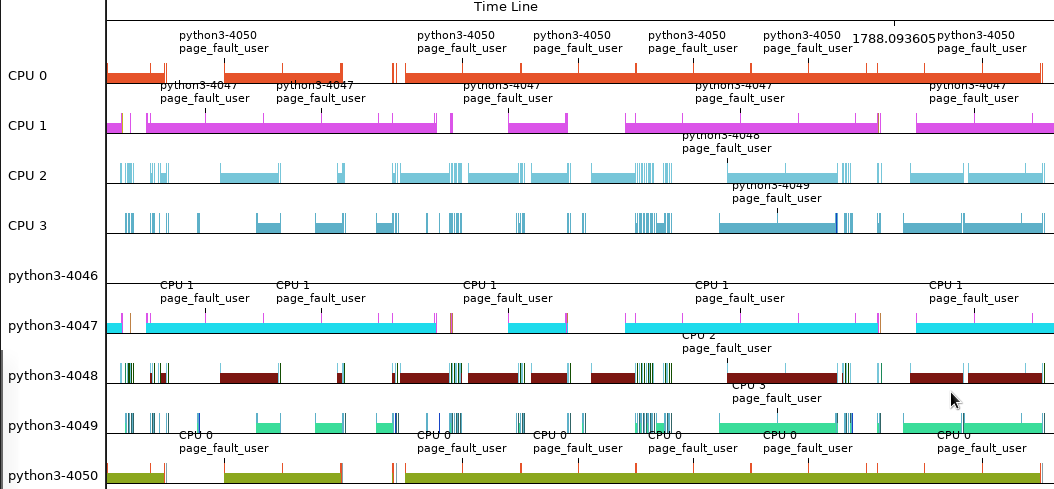 Time Line
python3-4050 python3-4050 python3-4050 python3-4050 python3-4050 1788.093605 python3-4050
page_fault_user page_fault_user page_fault_user page_fault_user page_fault_user page_fault_user
CPU 0
python3-4047 python3-4047 python3-4047 python3-4047 python3-4047
page_fault_user page_fault_user page_fault_user page_fault_user page_fault_user
CPU 1
python3-4048
page_fault_user
CPU 2
python3-4049
page_fault_user
CPU 3
python3-4046
CPU 1 CPU 1 CPU 1 CPU 1 CPU 1
page_fault_user page_fault_user page_fault_user page_fault_user page_fault_user
python3-4047
CPU 2
page_fault_user
python3-4048
CPU 3
page_fault_user
python3-4049
CPU 0 CPU 0 CPU 0 CPU 0 CPU 0 CPU 0
page_fault_user page_fault_user page_fault_user page_fault_user page_fault_user page_fault_user
python3-4050